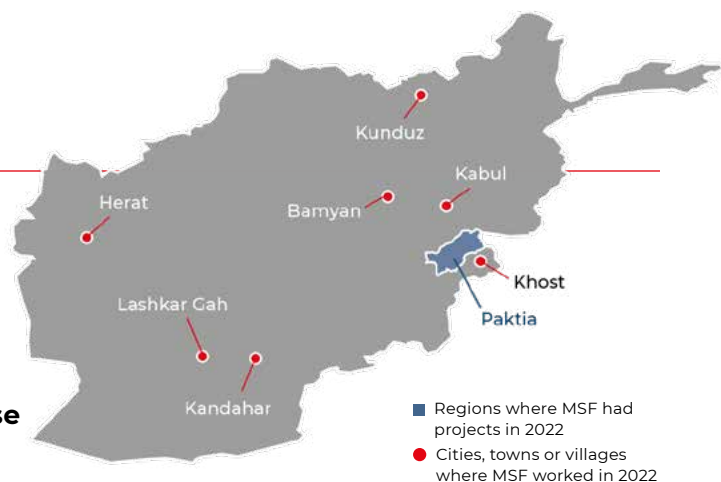 Kunduz
Kabul
Herat
Bamyan
Khost
Lashkar Gah
Paktia
Kandahar
se
Regions where MSF had
projects in 2022
Cities, towns or villages
where MSF worked in 2022